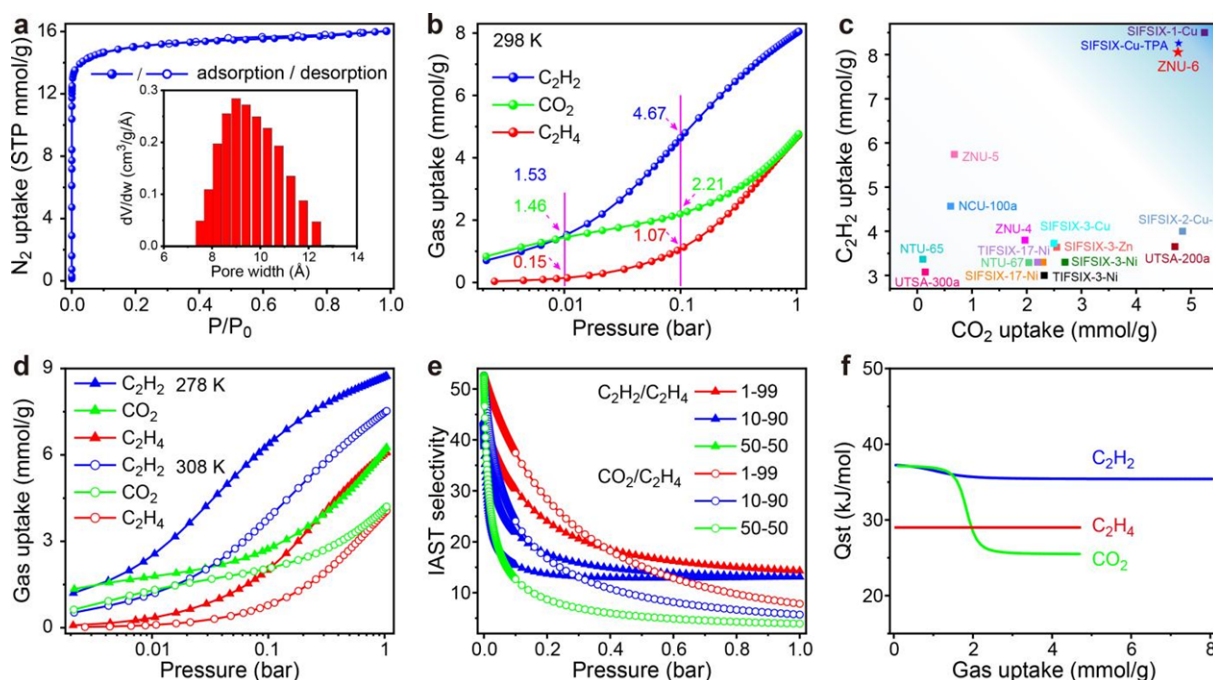 a
N2 uptake (STP mmol/g)
16
12
8
4
0
adsorption / desorption
dV/dw (cm3/g/Å)
0.3
0.2
0.1
0.0
6 8 10 12 14
Pore width (Å)
0.0 0.2 0.4 0.6 0.8 1.0
P/P0
b
298 K
C2H2
CO2
C2H4
Gas uptake (mmol/g)
8
6
4
2
0
4.67
1.53
1.46
2.21
0.15
1.07
0.01 0.1 1
Pressure (bar)
c
C2H2 uptake (mmol/g)
8
7
6
5
4
3
SIFSIX-1-Cu
SIFSIX-Cu-TPA
ZNU-6
ZNU-5
NCU-100a
SIFSIX-3-Cu
SIFSIX-2-Cu-
ZNU-4
NTU-65
TIFSIX-17-Ni
SIFSIX-3-Zn
UTSA-200a
NTU-67
SIFSIX-3-Ni
UTSA-300a
SIFSIX-17-Ni
TIFSIX-3-Ni
0 1 2 3 4 5
CO2 uptake (mmol/g)
d
Gas uptake (mmol/g)
9
6
3
0
C2H2 278 K
CO2
C2H4
C2H2 308 K
CO2
C2H4
0.01 0.1 1
Pressure (bar)
e
IAST selectivity
50
40
30
20
10
C2H2/C2H4 1-99
10-90
50-50
CO2/C2H4 1-99
10-90
50-50
0.0 0.2 0.4 0.6 0.8 1.0
Pressure (bar)
f
Qst (kJ/mol)
50
40
30
20
C2H2
C2H4
CO2
0 2 4 6 8
Gas uptake (mmol/g)